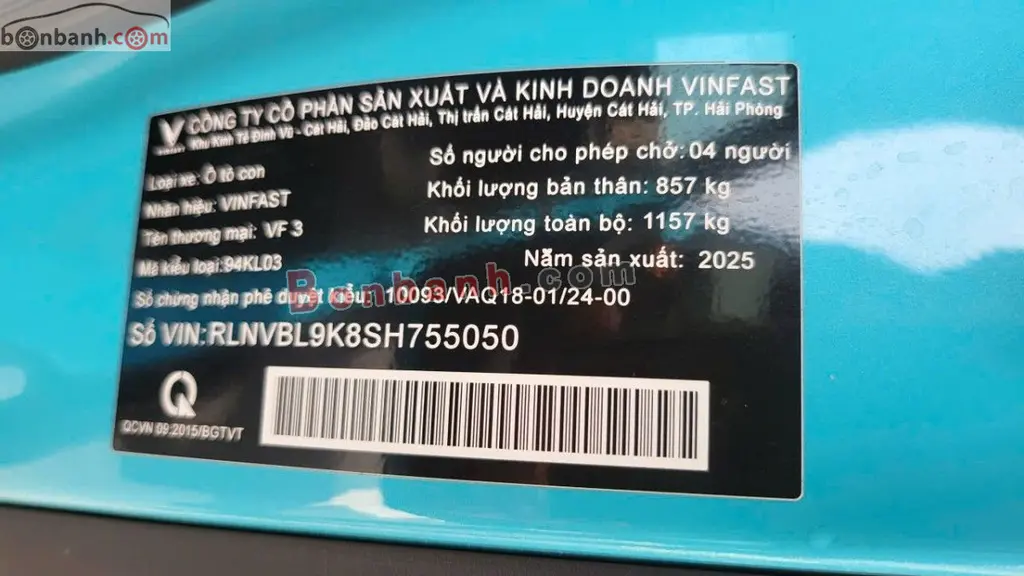 bonbanh.com
CÔNG TY CỔ PHẦN SẢN XUẤT VÀ KINH DOANH VINFAST
Khu Kinh Tế Đình Vũ - Cát Hải, Đảo Cát Hải, Thị trấn Cát Hải, Huyện Cát Hải, TP. Hải Phòng
Loại xe: Ô tô con
Số người cho phép chở: 04 người
Nhãn hiệu: VINFAST
Khối lượng bản thân: 857 kg
Tên thương mại: VF 3
Khối lượng toàn bộ: 1157 kg
Mã kiểu loại: 94KL03
Năm sản xuất: 2025
Bonbanh.com
Số chứng nhận phê duyệt kiểu: 10093/VAQ18-01/24-00
Số VIN: RLNVBL9K8SH755050
Q
QCVN 09:2015/BGTVT